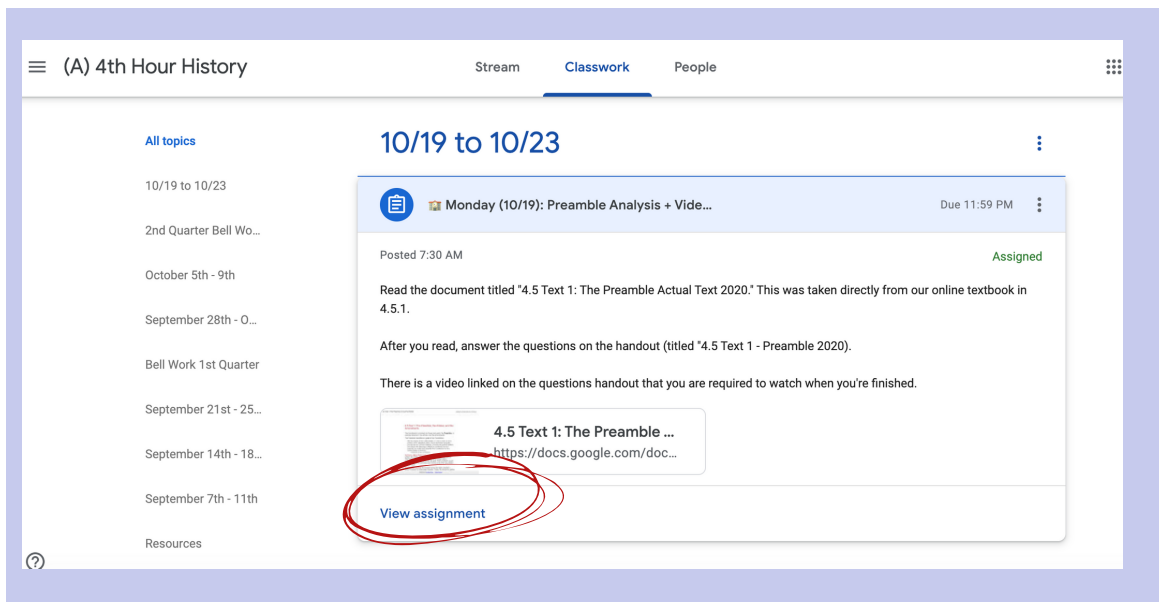 (A) 4th Hour History
Stream
Classwork
People
All topics
10/19 to 10/23
2nd Quarter Bell Wo...
October 5th - 9th
September 28th - O...
Bell Work 1st Quarter
September 21st - 25...
September 14th - 18...
September 7th - 11th
Resources
10/19 to 10/23
Monday (10/19): Preamble Analysis + Vide...
Due 11:59 PM
Posted 7:30 AM
Assigned
Read the document titled "4.5 Text 1: The Preamble Actual Text 2020." This was taken directly from our online textbook in
4.5.1.
After you read, answer the questions on the handout (titled "4.5 Text 1 - Preamble 2020).
There is a video linked on the questions handout that you are required to watch when you're finished.
4.5 Text 1: The Preamble ...
https://docs.google.com/doc...
View assignment